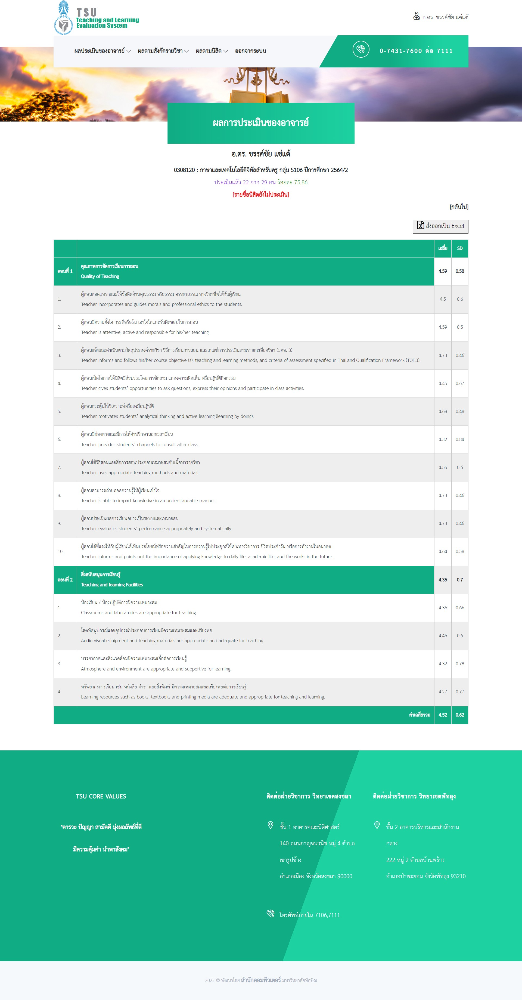 TSU
Teaching and Learning
Evaluation System
อ.ดร. ขรรค์ชัย แซ่แต้
ผลประเมินของอาจารย์ ผลตามสังกัดรายวิชา ผลตามนิสิต ออกจากระบบ
0-7431-7600 ต่อ 7111
ผลการประเมินของอาจารย์
อ.ดร. ขรรค์ชัย แซ่แต้
0308120 : ภาษาและเทคโนโลยีดิจิทัลสำหรับครู กลุ่ม S106 ปีการศึกษา 2564/2
ประเมินแล้ว 22 จาก 29 คน ร้อยละ 75.86
[รายชื่อนิสิตยังไม่ประเมิน]
[กลับไป]
ส่งออกเป็น Excel
เฉลี่ย SD
ตอนที่ 1 คุณภาพการจัดการเรียนการสอน 4.59 0.58
Quality of Teaching
1. ผู้สอนสอดแทรกและให้ข้อคิดด้านคุณธรรม จริยธรรม จรรยาบรรณ ทางวิชาชีพให้กับผู้เรียน 4.5 0.6
Teacher incorporates and guides morals and professional ethics to the students.
2. ผู้สอนมีความตั้งใจ กระตือรือร้น เอาใจใส่และรับผิดชอบในการสอน 4.59 0.5
Teacher is attentive, active and responsible for his/her teaching.
3. ผู้สอนแจ้งและดำเนินตามวัตถุประสงค์รายวิชา วิธีการเรียนการสอน และเกณฑ์การประเมินตามรายละเอียดวิชา (มคอ. 3) 4.73 0.46
Teacher informs and follows his/her course objective (s), teaching and learning methods, and criteria of assessment specified in Thailand Qualification Framework (TQF.3).
4. ผู้สอนเปิดโอกาสให้นิสิตมีส่วนร่วมโดยการซักถาม แสดงความคิดเห็น หรือปฏิบัติกิจกรรม 4.45 0.67
Teacher gives students’ opportunities to ask questions, express their opinions and participate in class activities.
5. ผู้สอนกระตุ้นให้วิเคราะห์หรือลงมือปฏิบัติ 4.68 0.48
Teacher motivates students’ analytical thinking and active learning (learning by doing).
6. ผู้สอนมีช่องทางและมีการให้คำปรึกษานอกเวลาเรียน 4.32 0.84
Teacher provides students’ channels to consult after class.
7. ผู้สอนใช้วิธีสอนและสื่อการสอนประกอบเหมาะสมกับเนื้อหารายวิชา 4.55 0.6
Teacher uses appropriate teaching methods and materials.
8. ผู้สอนสามารถถ่ายทอดความรู้ให้ผู้เรียนเข้าใจ 4.73 0.46
Teacher is able to impart knowledge in an understandable manner.
9. ผู้สอนประเมินผลการเรียนอย่างเป็นระบบและเหมาะสม 4.73 0.46
Teacher evaluates students’ performance appropriately and systematically.
10. ผู้สอนได้ชี้แจงให้กับผู้เรียนได้เห็นประโยชน์หรือความสำคัญในการความรู้ไปประยุกต์ใช้เช่นทางวิชาการ ชีวิตประจำวัน หรือการทำงานในอนาคต 4.64 0.58
Teacher informs and points out the importance of applying knowledge to daily life, academic life, and the works in the future.
ตอนที่ 2 สิ่งสนับสนุนการเรียนรู้ 4.35 0.7
Teaching and learning Facilities
1. ห้องเรียน / ห้องปฏิบัติการมีความเหมาะสม 4.36 0.66
Classrooms and laboratories are appropriate for teaching.
2. โสตทัศนูปกรณ์และอุปกรณ์ประกอบการเรียนมีความเหมาะสมและเพียงพอ 4.45 0.6
Audio-visual equipment and teaching materials are appropriate and adequate for teaching.
3. บรรยากาศและสิ่งแวดล้อมมีความเหมาะสมเอื้อต่อการเรียนรู้ 4.32 0.78
Atmosphere and environment are appropriate and supportive for learning.
4. ทรัพยากรการเรียน เช่น หนังสือ ตำรา และสิ่งพิมพ์ มีความเหมาะสมและเพียงพอต่อการเรียนรู้ 4.27 0.77
Learning resources such as books, textbooks and printing media are adequate and appropriate for teaching and learning.
ค่าเฉลี่ยรวม 4.52 0.62
TSU CORE VALUES
"คารวะ ปัญญา สามัคคี มุ่งผลลัพธ์ที่ดี
มีความคุ้มค่า นำพาสังคม"
ติดต่อฝ่ายวิชาการ วิทยาเขตสงขลา
ชั้น 1 อาคารคณะนิติศาสตร์
140 ถนนกาญจนวนิช หมู่ 4 ตำบล
เขารูปช้าง
อำเภอเมือง จังหวัดสงขลา 90000
โทรศัพท์ภายใน 7106,7111
ติดต่อฝ่ายวิชาการ วิทยาเขตพัทลุง
ชั้น 2 อาคารบริหารและสำนักงาน
กลาง
222 หมู่ 2 ตำบลบ้านพร้าว
อำเภอป่าพะยอม จังวัดพัทลุง 93210
2022 © พัฒนาโดย สำนักคอมพิวเตอร์ มหาวิทยาลัยทักษิณ